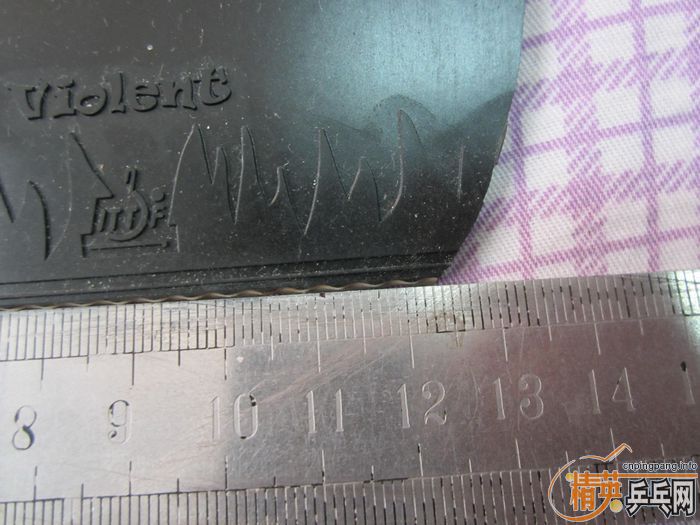 Violent
ITTF
8 9 10 11 12 13 14
cnpingpang.info
精英乒乓网